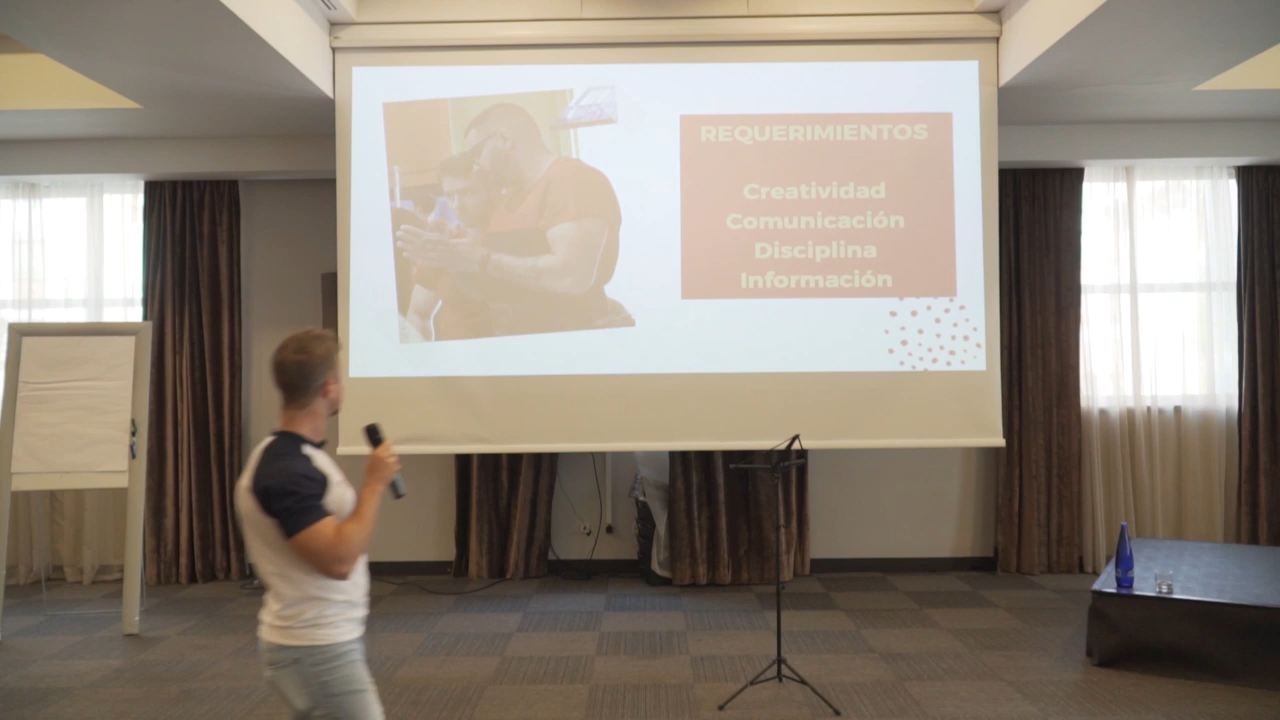 REQUERIMIENTOS
Creatividad
Comunicación
Disciplina
Información